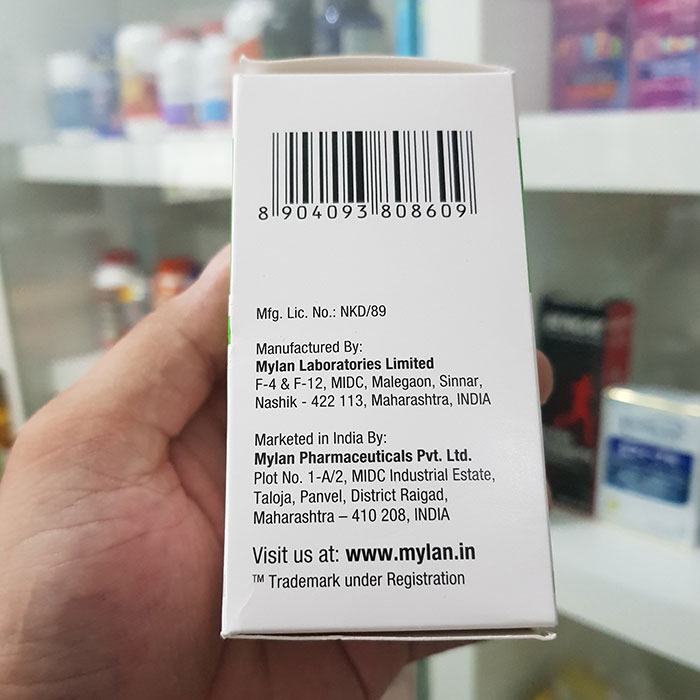 8 904093 808609
Mfg. Lic. No.: NKD/89
Manufactured By:
Mylan Laboratories Limited
F-4 & F-12, MIDC, Malegaon, Sinnar,
Nashik - 422 113, Maharashtra, INDIA
Marketed in India By:
Mylan Pharmaceuticals Pvt. Ltd.
Plot No. 1-A/2, MIDC Industrial Estate,
Taloja, Panvel, District Raigad,
Maharashtra – 410 208, INDIA
Visit us at: www.mylan.in
™ Trademark under Registration